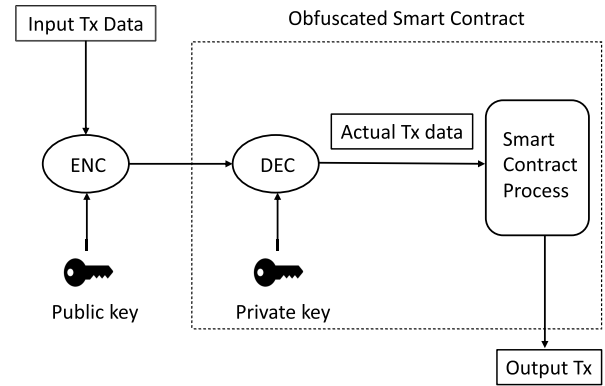 Input Tx Data
Obfuscated Smart Contract
Actual Tx data
ENC
DEC
Smart
Contract
Process
Public key
Private key
Output Tx